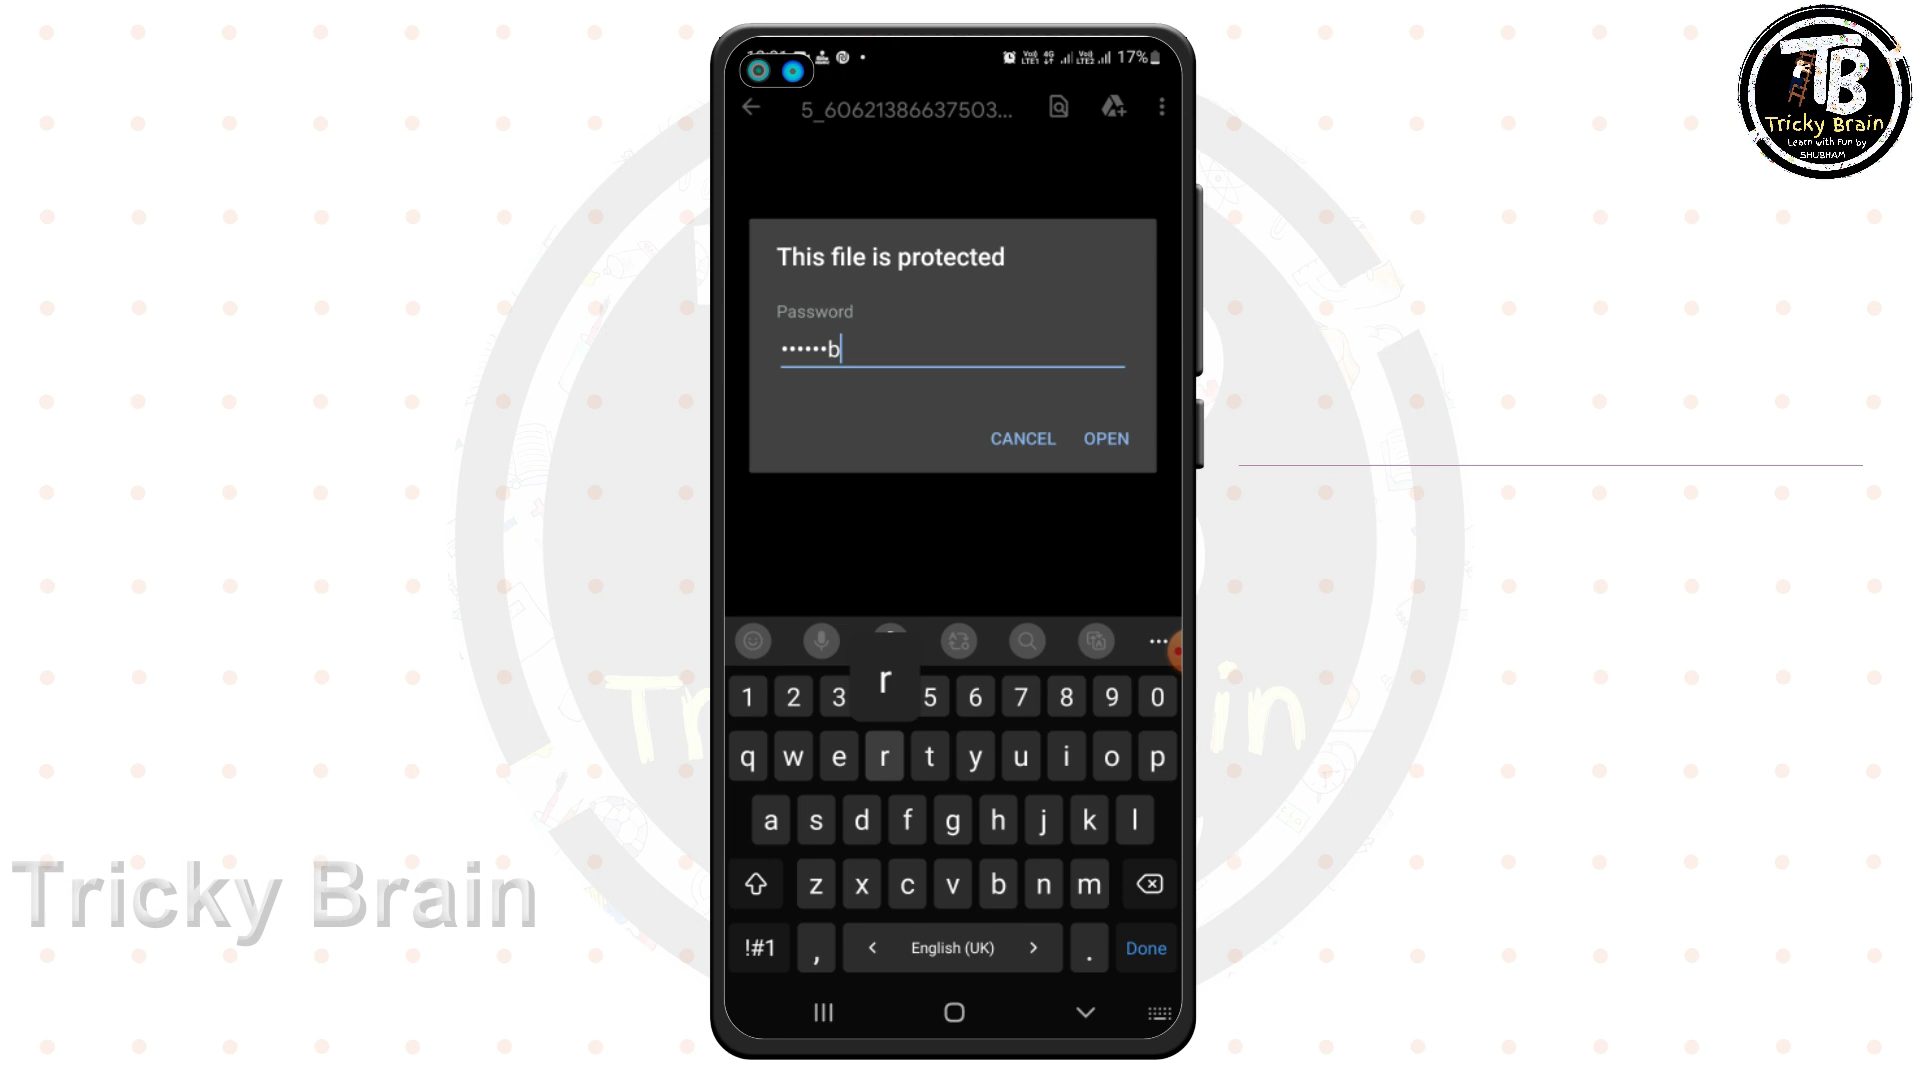 17%
5_60621386637503...
This file is protected
Password
••••••b
CANCEL OPEN
r
1 2 3 5 6 7 8 9 0
q w e r t y u i o p
a s d f g h j k l
z x c v b n m
!#1 , < English (UK) > . Done
TB
Tricky Brain
Learn with Fun by
SHUBHAM
Tricky Brain